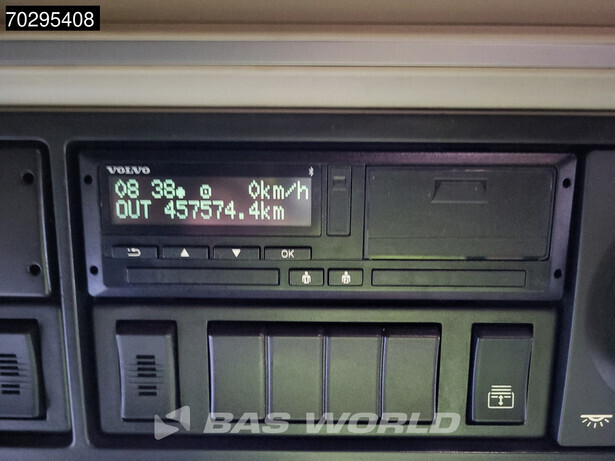 70295408
VOLVO
08 38 0km/h
OUT 457574.4km
OK
BAS WORLD